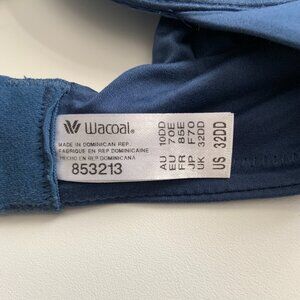 Wacoal®
MADE IN DOMINICAN REP.
FABRIQUE EN REP DOMINICAINE
HECHO EN REP. DOMINICANA
853213
AU 10DD
EU 70E
FR 85E
JP F70
UK 32DD
US 32DD